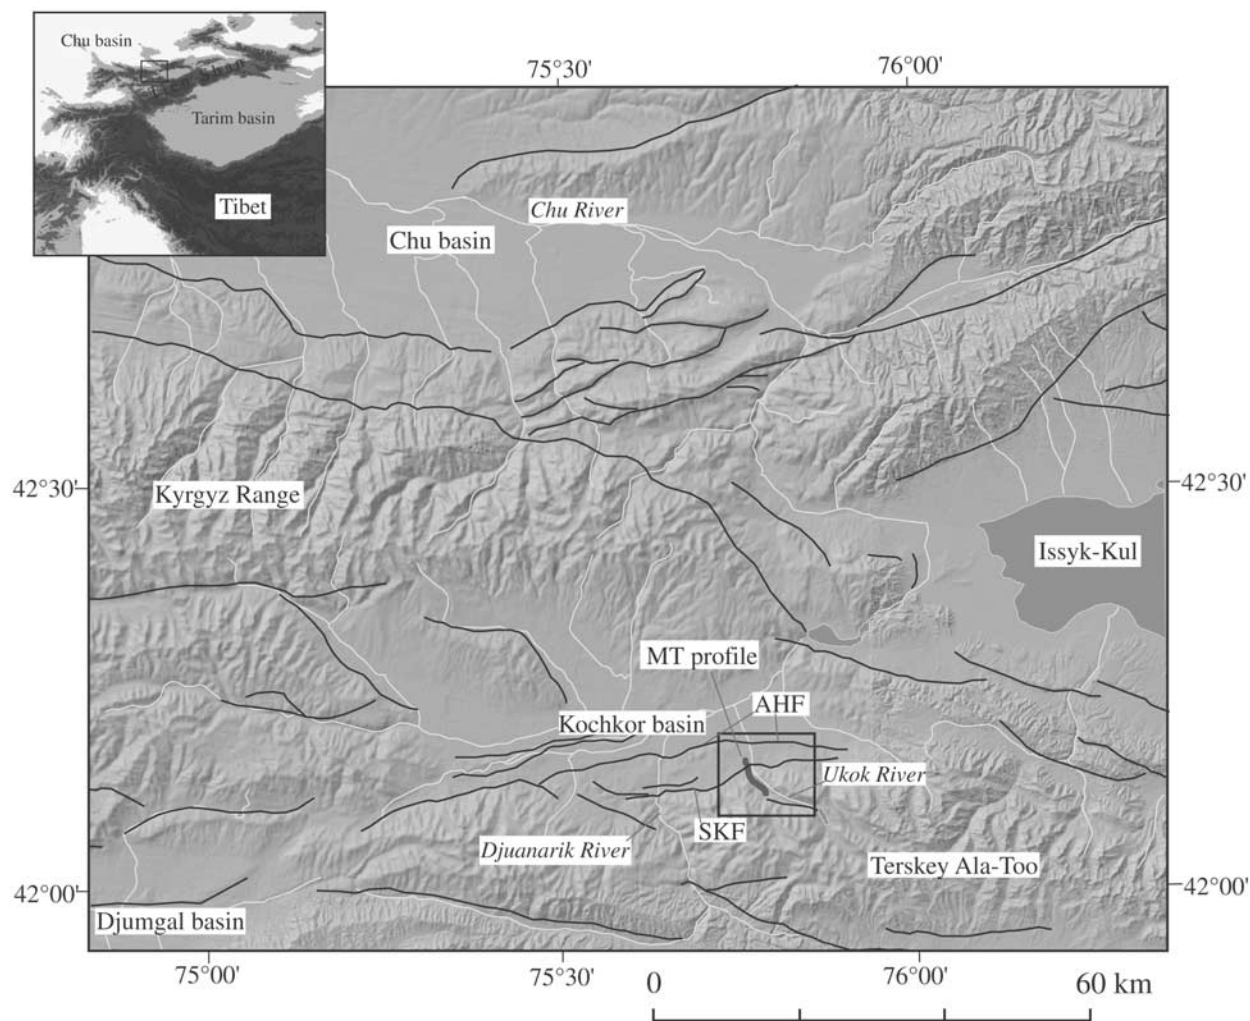 Chu basin
Tien Shan
Tarim basin
Tibet
75°30'
76°00'
Chu River
Chu basin
42°30'
Kyrgyz Range
42°30'
Issyk-Kul
MT profile
AHF
Kochkor basin
Ukok River
SKF
Djuanarik River
Terskey Ala-Too
42°00'
42°00'
Djumgal basin
75°00'
75°30'
76°00'
0
60 km